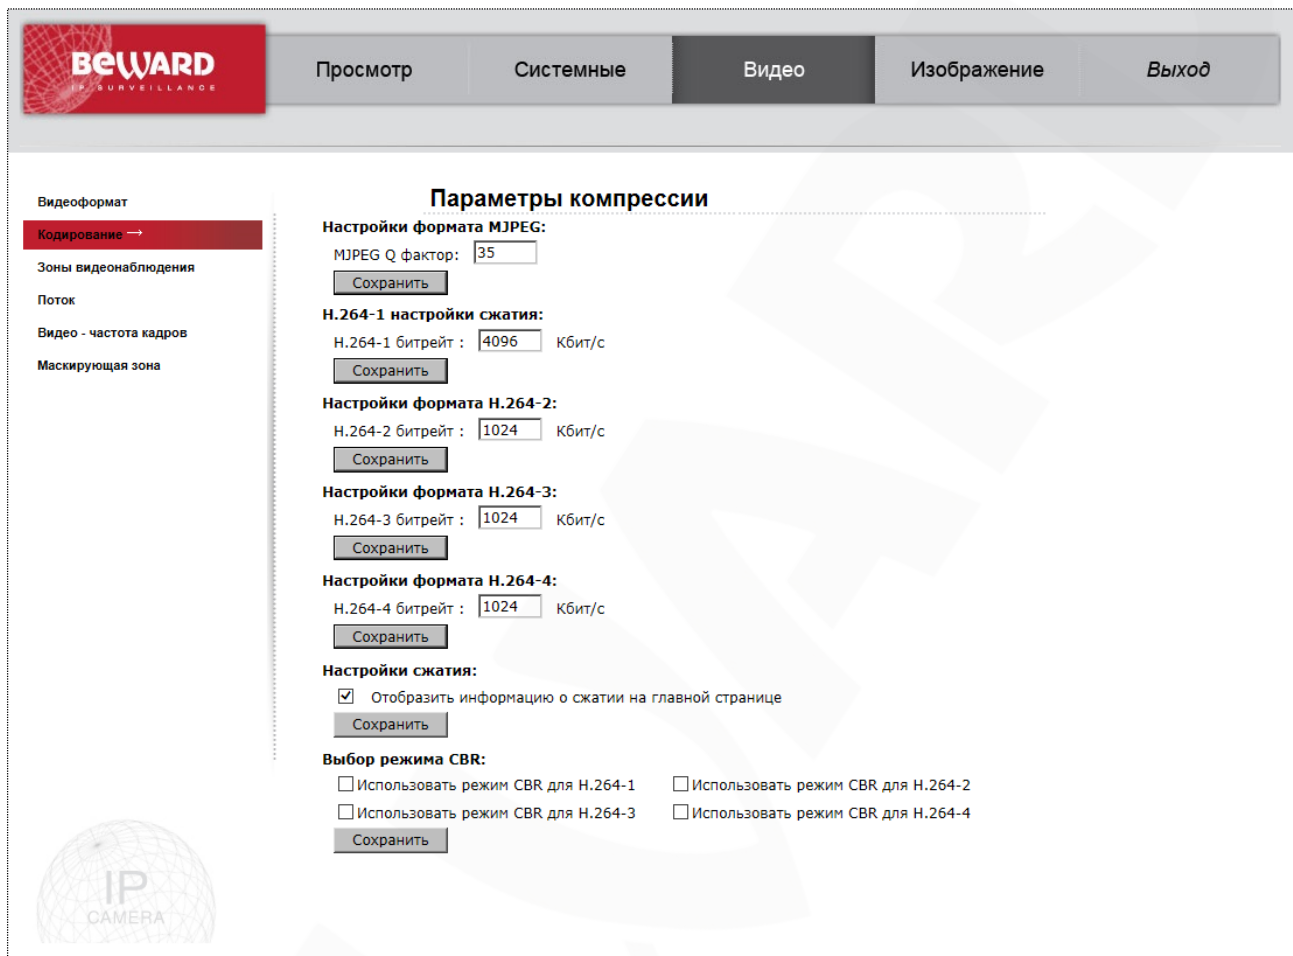 BEWARD
IP SURVEILLANCE
Просмотр
Системные
Видео
Изображение
Выход
Видеоформат
Кодирование →
Зоны видеонаблюдения
Поток
Видео - частота кадров
Маскирующая зона
Параметры компрессии
Настройки формата MJPEG:
MJPEG Q фактор: 35
Сохранить
H.264-1 настройки сжатия:
H.264-1 битрейт : 4096 Кбит/с
Сохранить
Настройки формата H.264-2:
H.264-2 битрейт : 1024 Кбит/с
Сохранить
Настройки формата H.264-3:
H.264-3 битрейт : 1024 Кбит/с
Сохранить
Настройки формата H.264-4:
H.264-4 битрейт : 1024 Кбит/с
Сохранить
Настройки сжатия:
Отобразить информацию о сжатии на главной странице
Сохранить
Выбор режима CBR:
Использовать режим CBR для H.264-1 Использовать режим CBR для H.264-2
Использовать режим CBR для H.264-3 Использовать режим CBR для H.264-4
Сохранить
IP
CAMERA